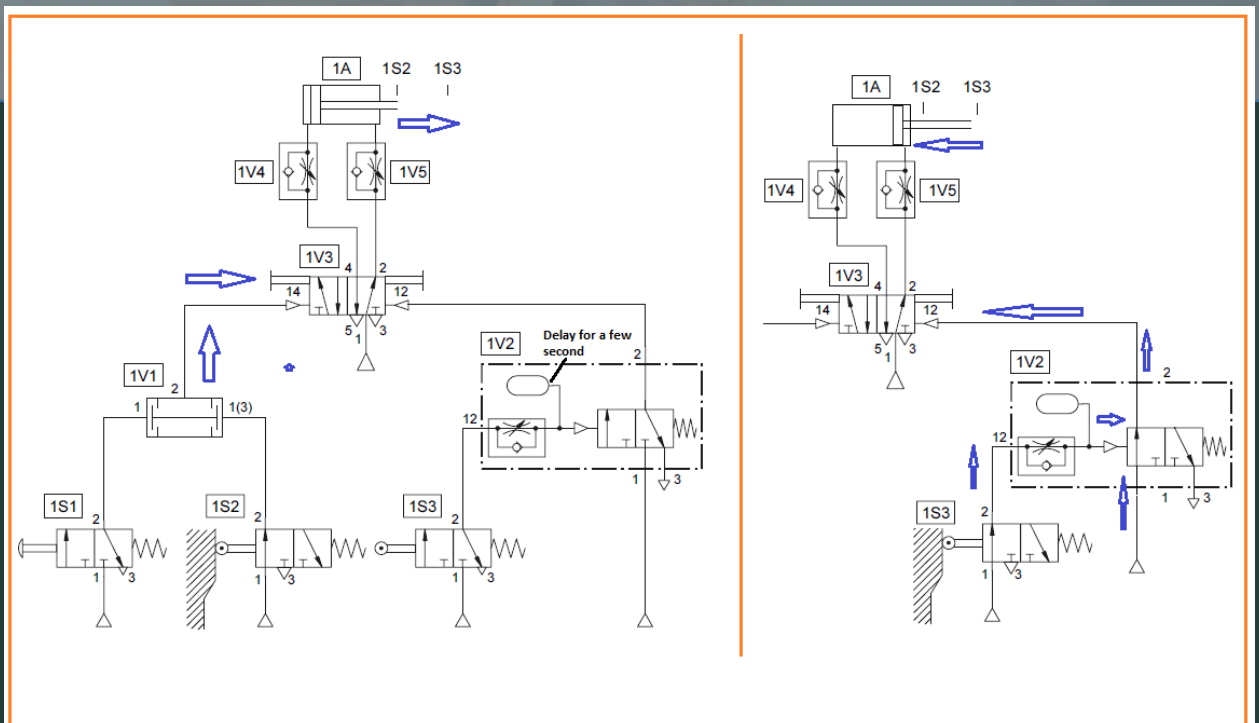 1A 1S2 1S3
1V4 1V5
1V3
4 2
14 12
5 3
1
Delay for a few
second
1V2
2
1V1
2
1 1(3)
12
1 3
1S1 1S2 1S3
2 2 2
1 3 1 3 1 3
1A 1S2 1S3
1V4 1V5
1V3
4 2
14 12
5 3
1
1V2
2
12
1 3
1S3
2
1 3